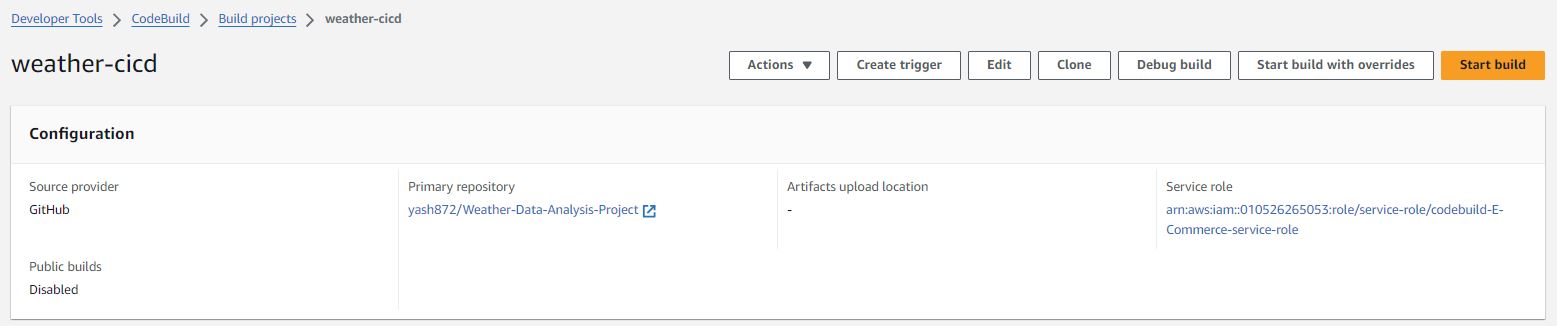 Developer Tools > CodeBuild > Build projects > weather-cicd
weather-cicd
Actions ▼ Create trigger Edit Clone Debug build Start build with overrides Start build
Configuration
Source provider
GitHub
Primary repository
yash872/Weather-Data-Analysis-Project
Artifacts upload location
-
Service role
arn:aws:iam::010526265053:role/service-role/codebuild-E-
Commerce-service-role
Public builds
Disabled